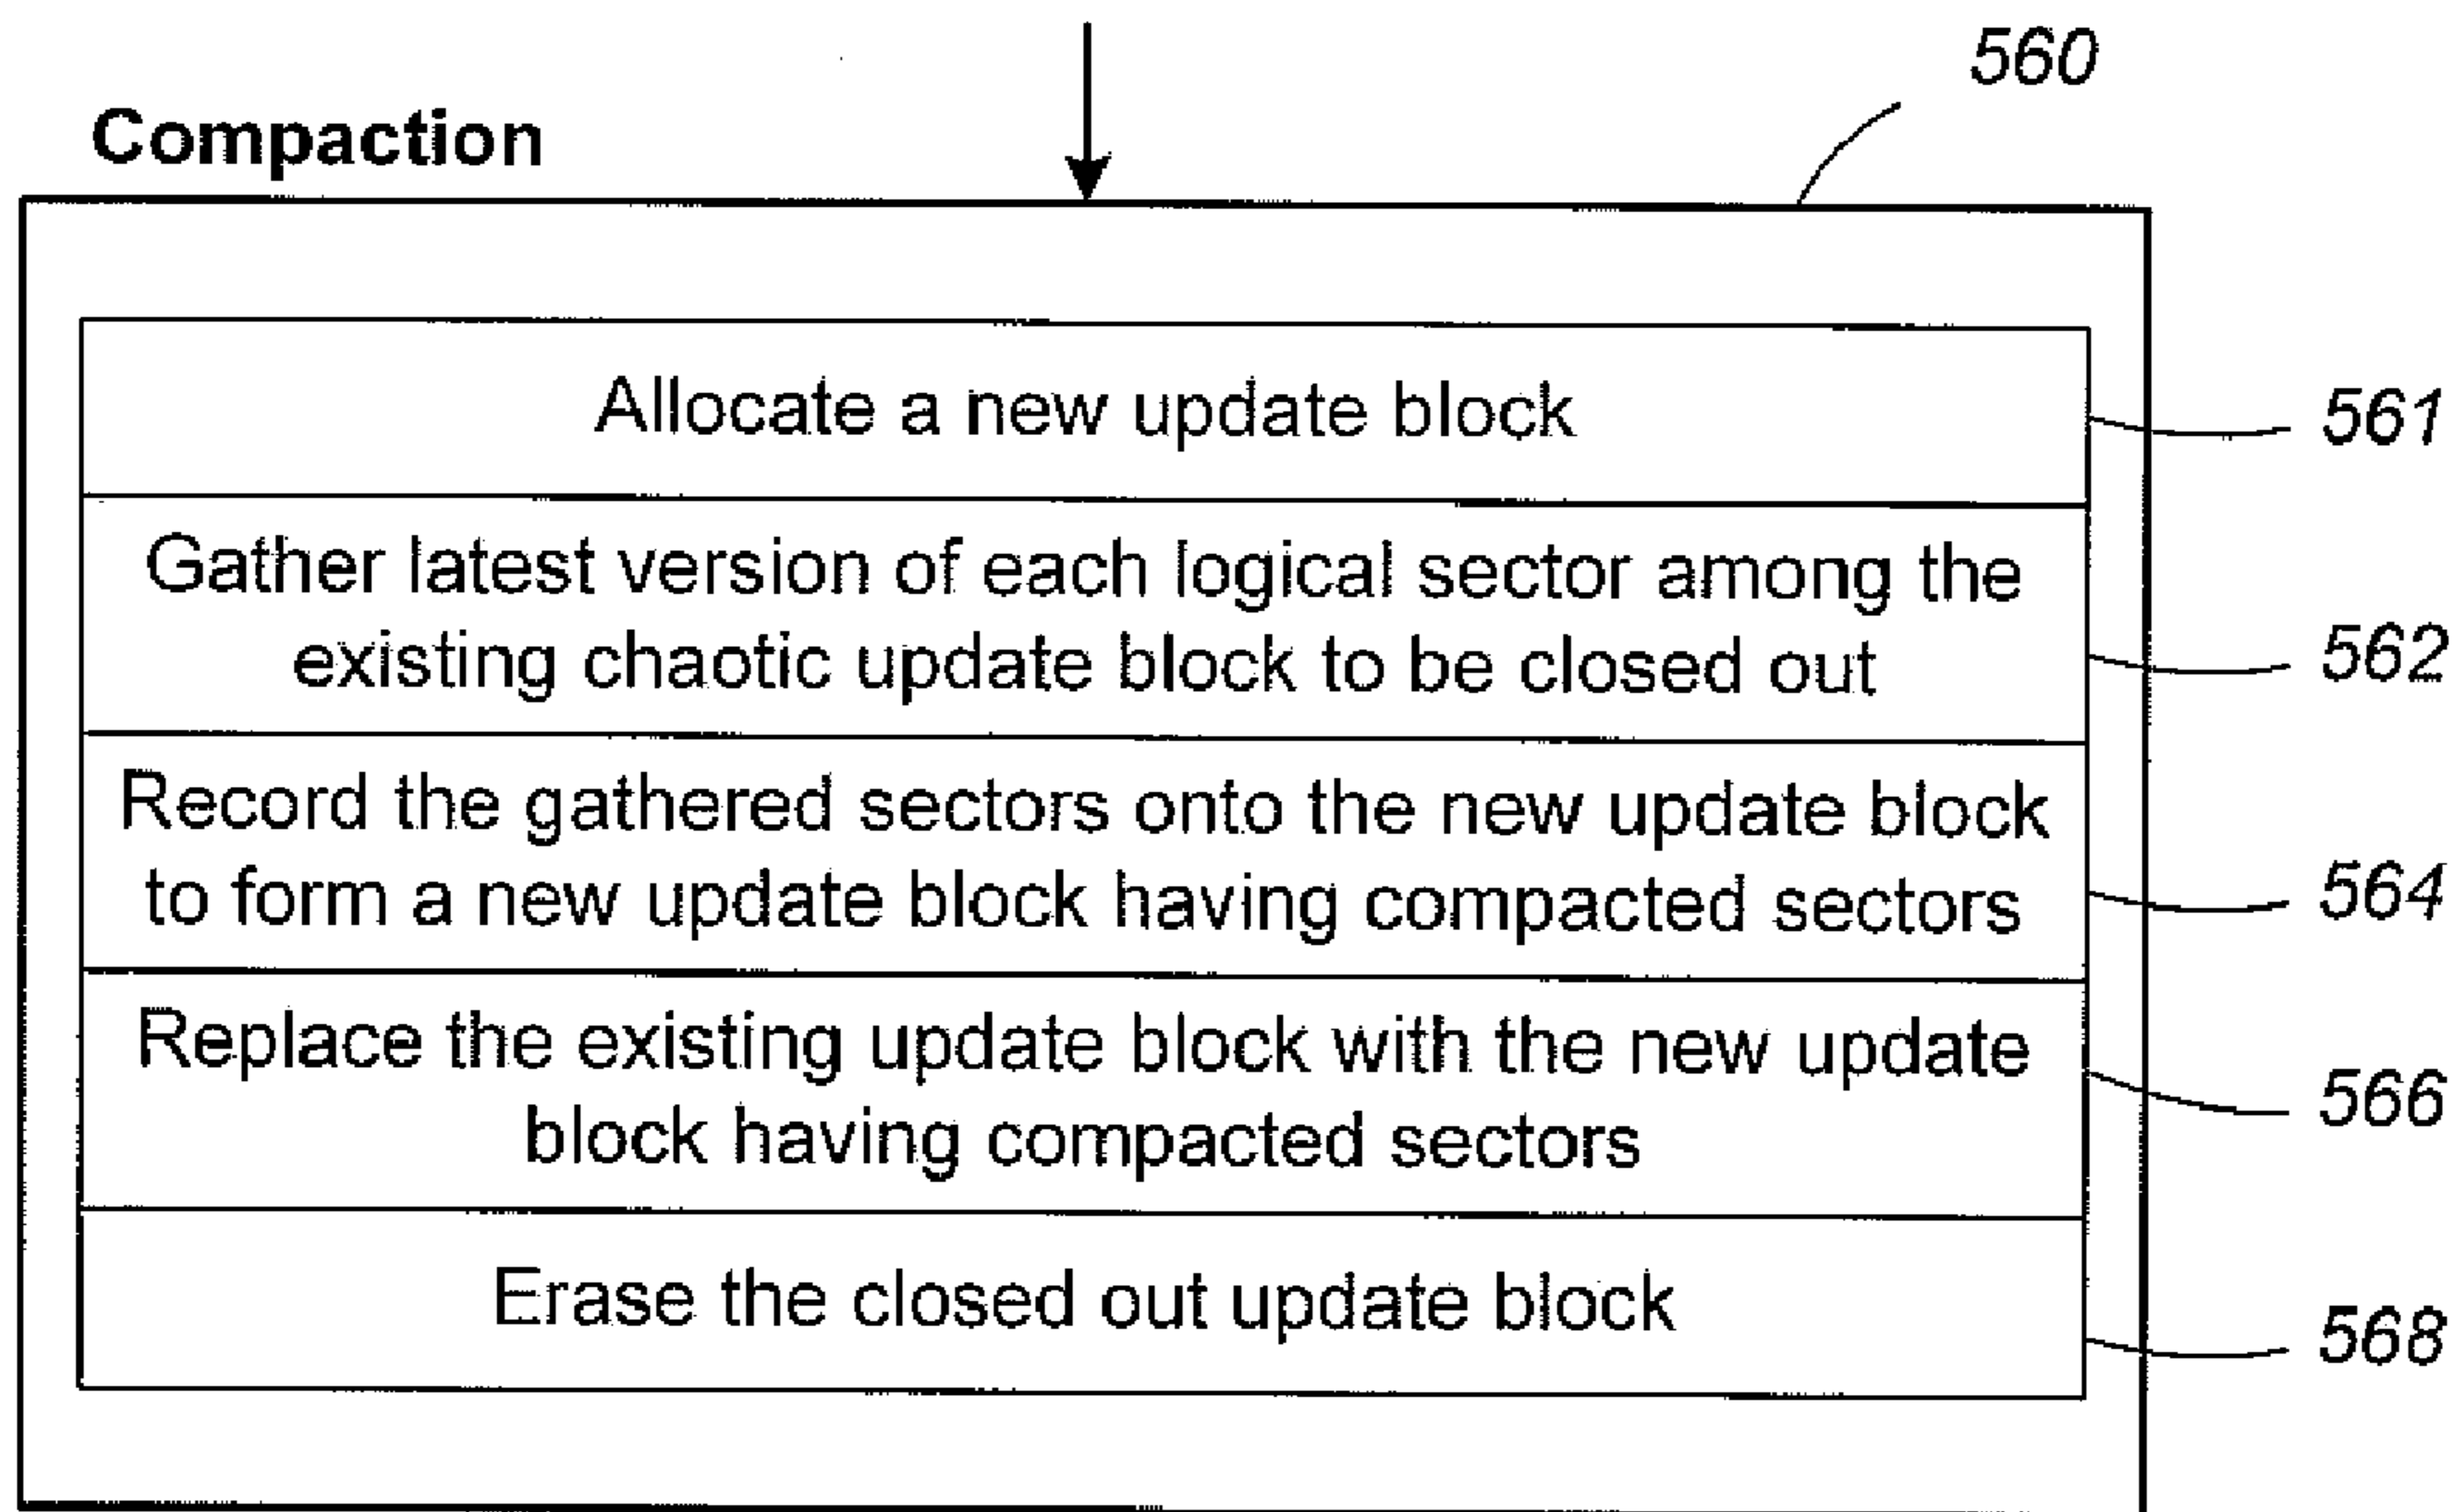 560
Compaction
Allocate a new update block
561
Gather latest version of each logical sector among the
existing chaotic update block to be closed out
562
Record the gathered sectors onto the new update block
to form a new update block having compacted sectors
564
Replace the existing update block with the new update
block having compacted sectors
566
Erase the closed out update block
568